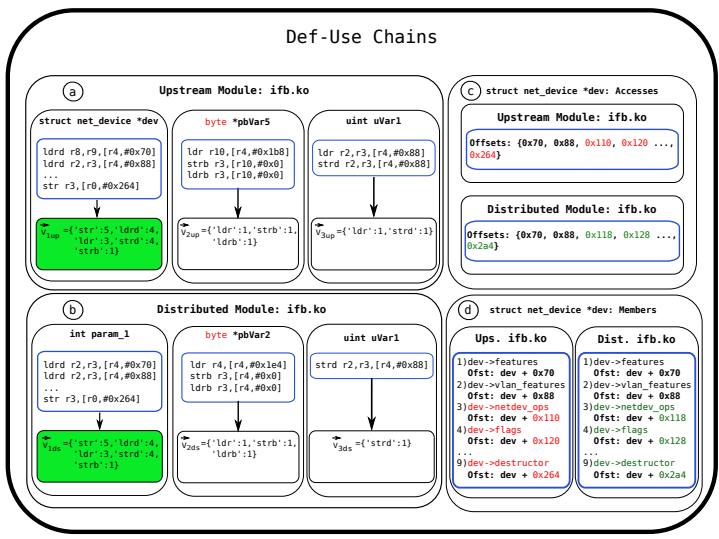 Def-Use Chains
a
Upstream Module: ifb.ko
struct net_device *dev
ldrd r8,r9,[r4,#0x70]
ldrd r2,r3,[r4,#0x88]
...
str r3,[r0,#0x264]
v1up={'str':5,'ldrd':4,
'ldr':3,'strd':4,
'strb':1}
byte *pbVar5
ldr r10,[r4,#0x1b8]
strb r3,[r10,#0x0]
ldrb r3,[r10,#0x0]
v2up={'ldr':1,'strb':1,
'ldrb':1}
uint uVar1
ldr r2,r3,[r4,#0x88]
strd r2,r3,[r4,#0x88]
v3up={'ldr':1,'strd':1}
b
Distributed Module: ifb.ko
int param_1
ldrd r2,r3,[r4,#0x70]
ldrd r2,r3,[r4,#0x88]
...
str r3,[r0,#0x264]
v1ds={'str':5,'ldrd':4,
'ldr':3,'strd':4,
'strb':1}
byte *pbVar2
ldr r4,[r4,#0x1e4]
strb r3,[r4,#0x0]
ldrb r3,[r4,#0x0]
v2ds={'ldr':1,'strb':1,
'ldrb':1}
uint uVar1
strd r2,r3,[r4,#0x88]
v3ds={'strd':1}
c
struct net_device *dev: Accesses
Upstream Module: ifb.ko
Offsets: {0x70, 0x88, 0x110, 0x120 ...,
0x264}
Distributed Module: ifb.ko
Offsets: {0x70, 0x88, 0x118, 0x128 ...,
0x2a4}
d
struct net_device *dev: Members
Ups. ifb.ko
1)dev->features
Ofst: dev + 0x70
2)dev->vlan_features
Ofst: dev + 0x88
3)dev->netdev_ops
Ofst: dev + 0x110
4)dev->flags
Ofst: dev + 0x120
...
9)dev->destructor
Ofst: dev + 0x264
Dist. ifb.ko
1)dev->features
Ofst: dev + 0x70
2)dev->vlan_features
Ofst: dev + 0x88
3)dev->netdev_ops
Ofst: dev + 0x118
4)dev->flags
Ofst: dev + 0x128
...
9)dev->destructor
Ofst: dev + 0x2a4